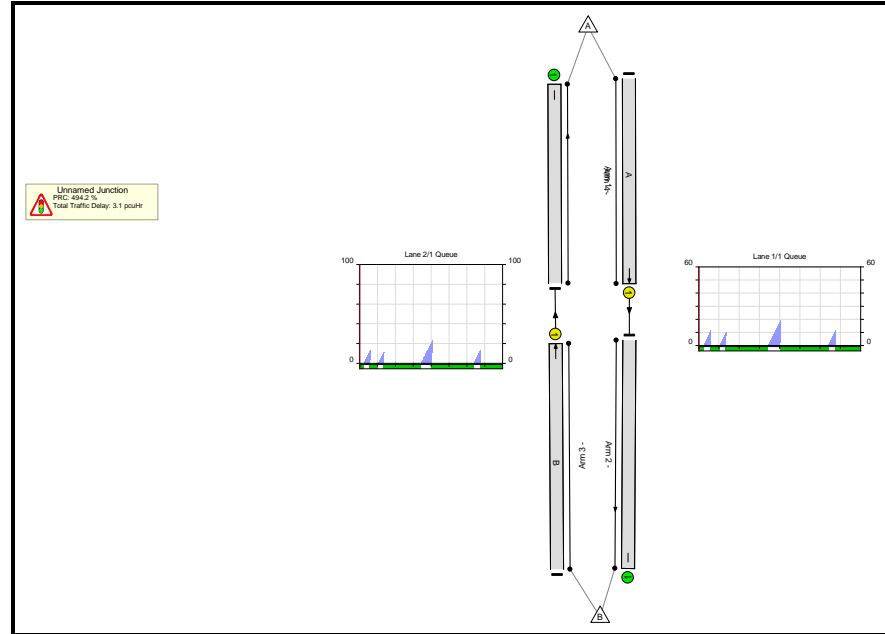 A
Unnamed Junction
PRC: 494.2 %
Total Traffic Delay: 3.1 pcuHr
A
Lane 2/1 Queue
100
100
0
0
Lane 1/1 Queue
60
60
0
0
B
Arm 3 -
Arm 2 -
B